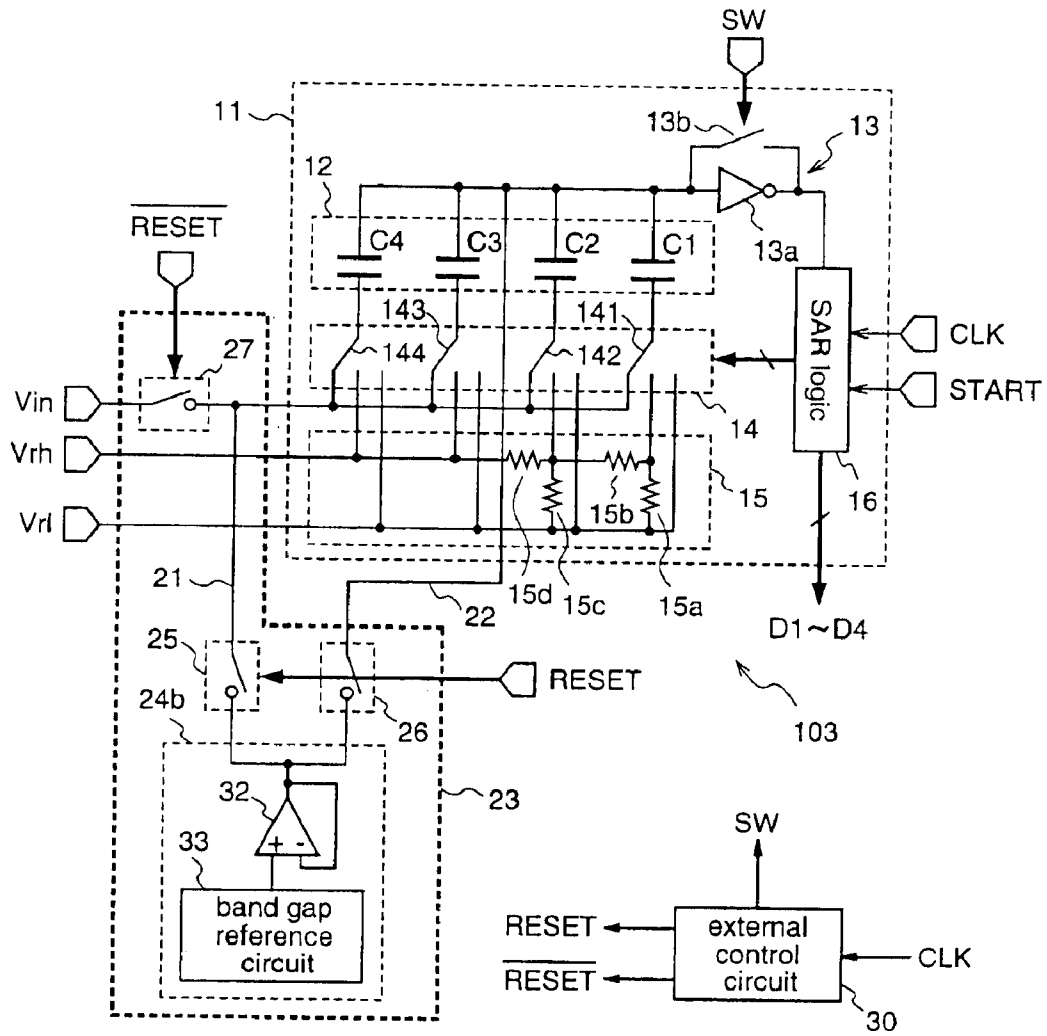 SW
11
13b
13
12
RESET
C4
C3
C2
C1
13a
143
141
27
144
142
SAR logic
CLK
START
Vin
14
Vrh
15
16
15b
Vrl
21
22
15d
15c
15a
D1~D4
25
RESET
24b
26
103
32
23
33
SW
band gap
reference
circuit
RESET
RESET
external
control
circuit
CLK
30
+ -